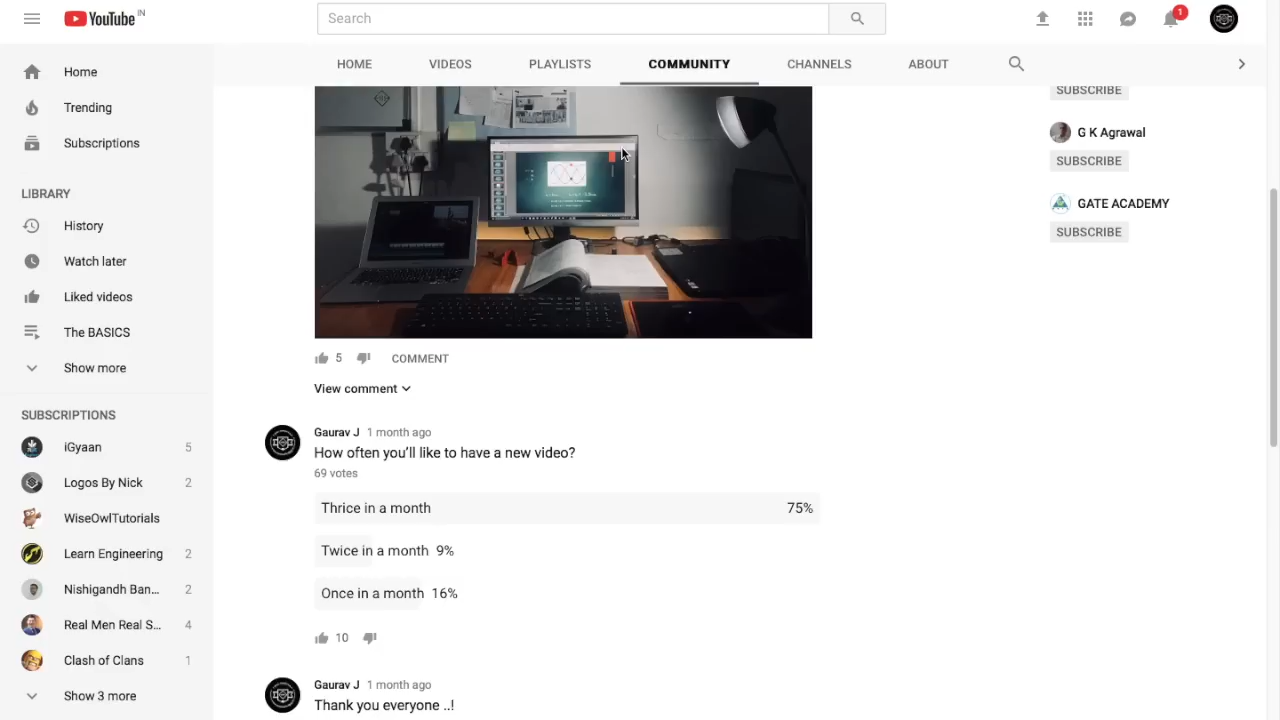 YouTube IN
Search
1
HOME VIDEOS PLAYLISTS COMMUNITY CHANNELS ABOUT
Home
Trending
Subscriptions
LIBRARY
History
Watch later
Liked videos
The BASICS
Show more
SUBSCRIPTIONS
iGyaan 5
Logos By Nick 2
WiseOwlTutorials
Learn Engineering 2
Nishigandh Ban... 2
Real Men Real S... 4
Clash of Clans 1
Show 3 more
5 COMMENT
View comment
Gaurav J 1 month ago
How often you'll like to have a new video?
69 votes
Thrice in a month 75%
Twice in a month 9%
Once in a month 16%
10
Gaurav J 1 month ago
Thank you everyone ..!
SUBSCRIBE
G K Agrawal
SUBSCRIBE
GATE ACADEMY
SUBSCRIBE